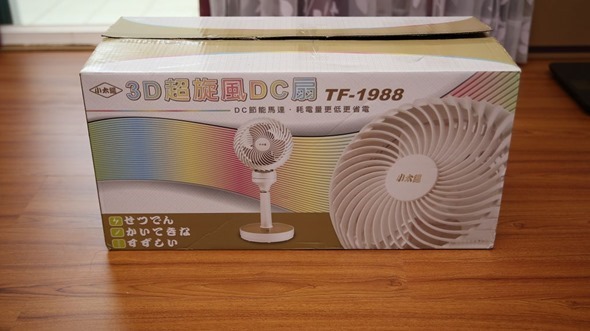 小太陽
3D超旋風DC扇 TF-1988
DC節能馬達・耗電量更低更省電
小太陽
せつでん
かいてきな
すずしい